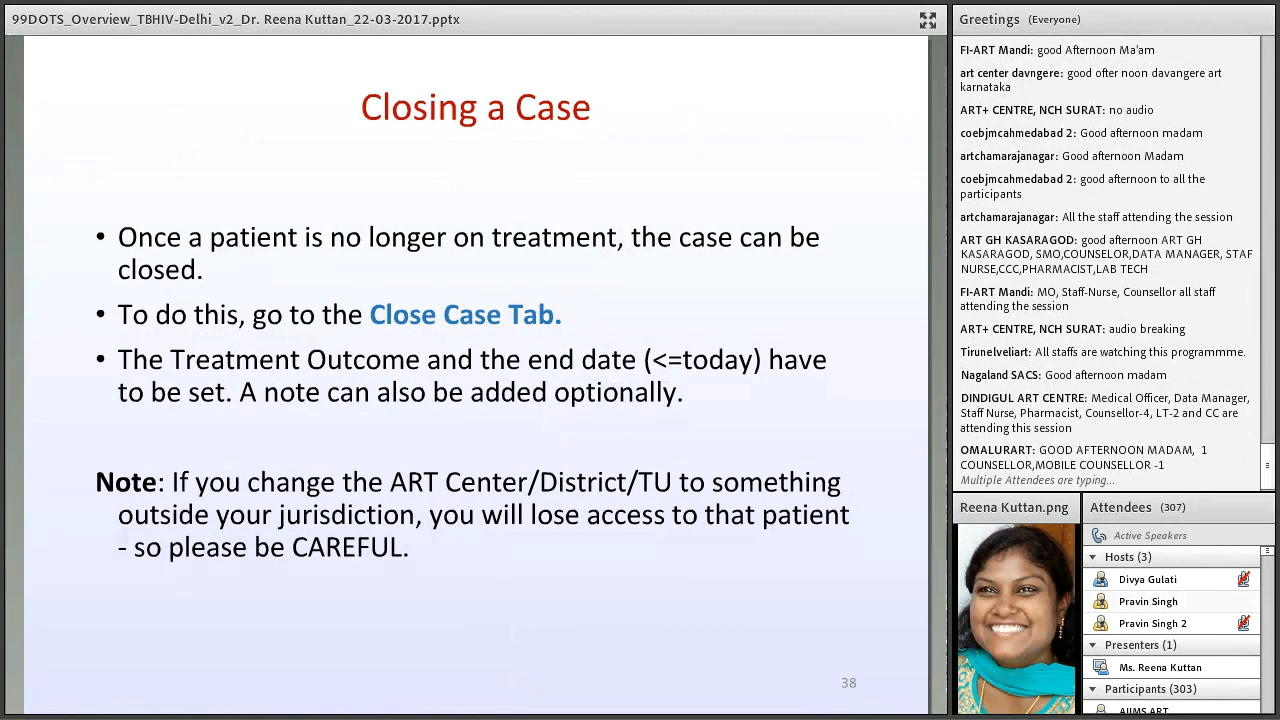 99DOTS_Overview_TBHIV-Delhi_v2_Dr. Reena Kuttan_22-03-2017.pptx
Closing a Case
• Once a patient is no longer on treatment, the case can be
closed.
• To do this, go to the Close Case Tab.
• The Treatment Outcome and the end date (<=today) have
to be set. A note can also be added optionally.
Note: If you change the ART Center/District/TU to something
outside your jurisdiction, you will lose access to that patient
- so please be CAREFUL.
38
Greetings (Everyone)
FI-ART Mandi: good Afternoon Ma'am
art center davngere: good ofter noon davangere art
karnataka
ART+ CENTRE, NCH SURAT: no audio
coebjmcahmedabad 2: Good afternoon madam
artchamarajanagar: Good afternoon Madam
coebjmcahmedabad 2: good afternoon to all the
participants
artchamarajanagar: All the staff attending the session
ART GH KASARAGOD: good afternoon ART GH
KASARAGOD, SMO,COUNSELOR,DATA MANAGER, STAF
NURSE,CCC,PHARMACIST,LAB TECH
FI-ART Mandi: MO, Staff-Nurse, Counsellor all staff
attending the session
ART+ CENTRE, NCH SURAT: audio breaking
Tirunelveliart: All staffs are watching this programmme.
Nagaland SACS: Good afternoon madam
DINDIGUL ART CENTRE: Medical Officer, Data Manager,
Staff Nurse, Pharmacist, Counsellor-4, LT-2 and CC are
attending this session
OMALURART: GOOD AFTERNOON MADAM, 1
COUNSELLOR,MOBILE COUNSELLOR -1
Multiple Attendees are typing...
Reena Kuttan.png
Attendees (307)
Active Speakers
Hosts (3)
Divya Gulati
Pravin Singh
Pravin Singh 2
Presenters (1)
Ms. Reena Kuttan
Participants (303)
AIIMS ART